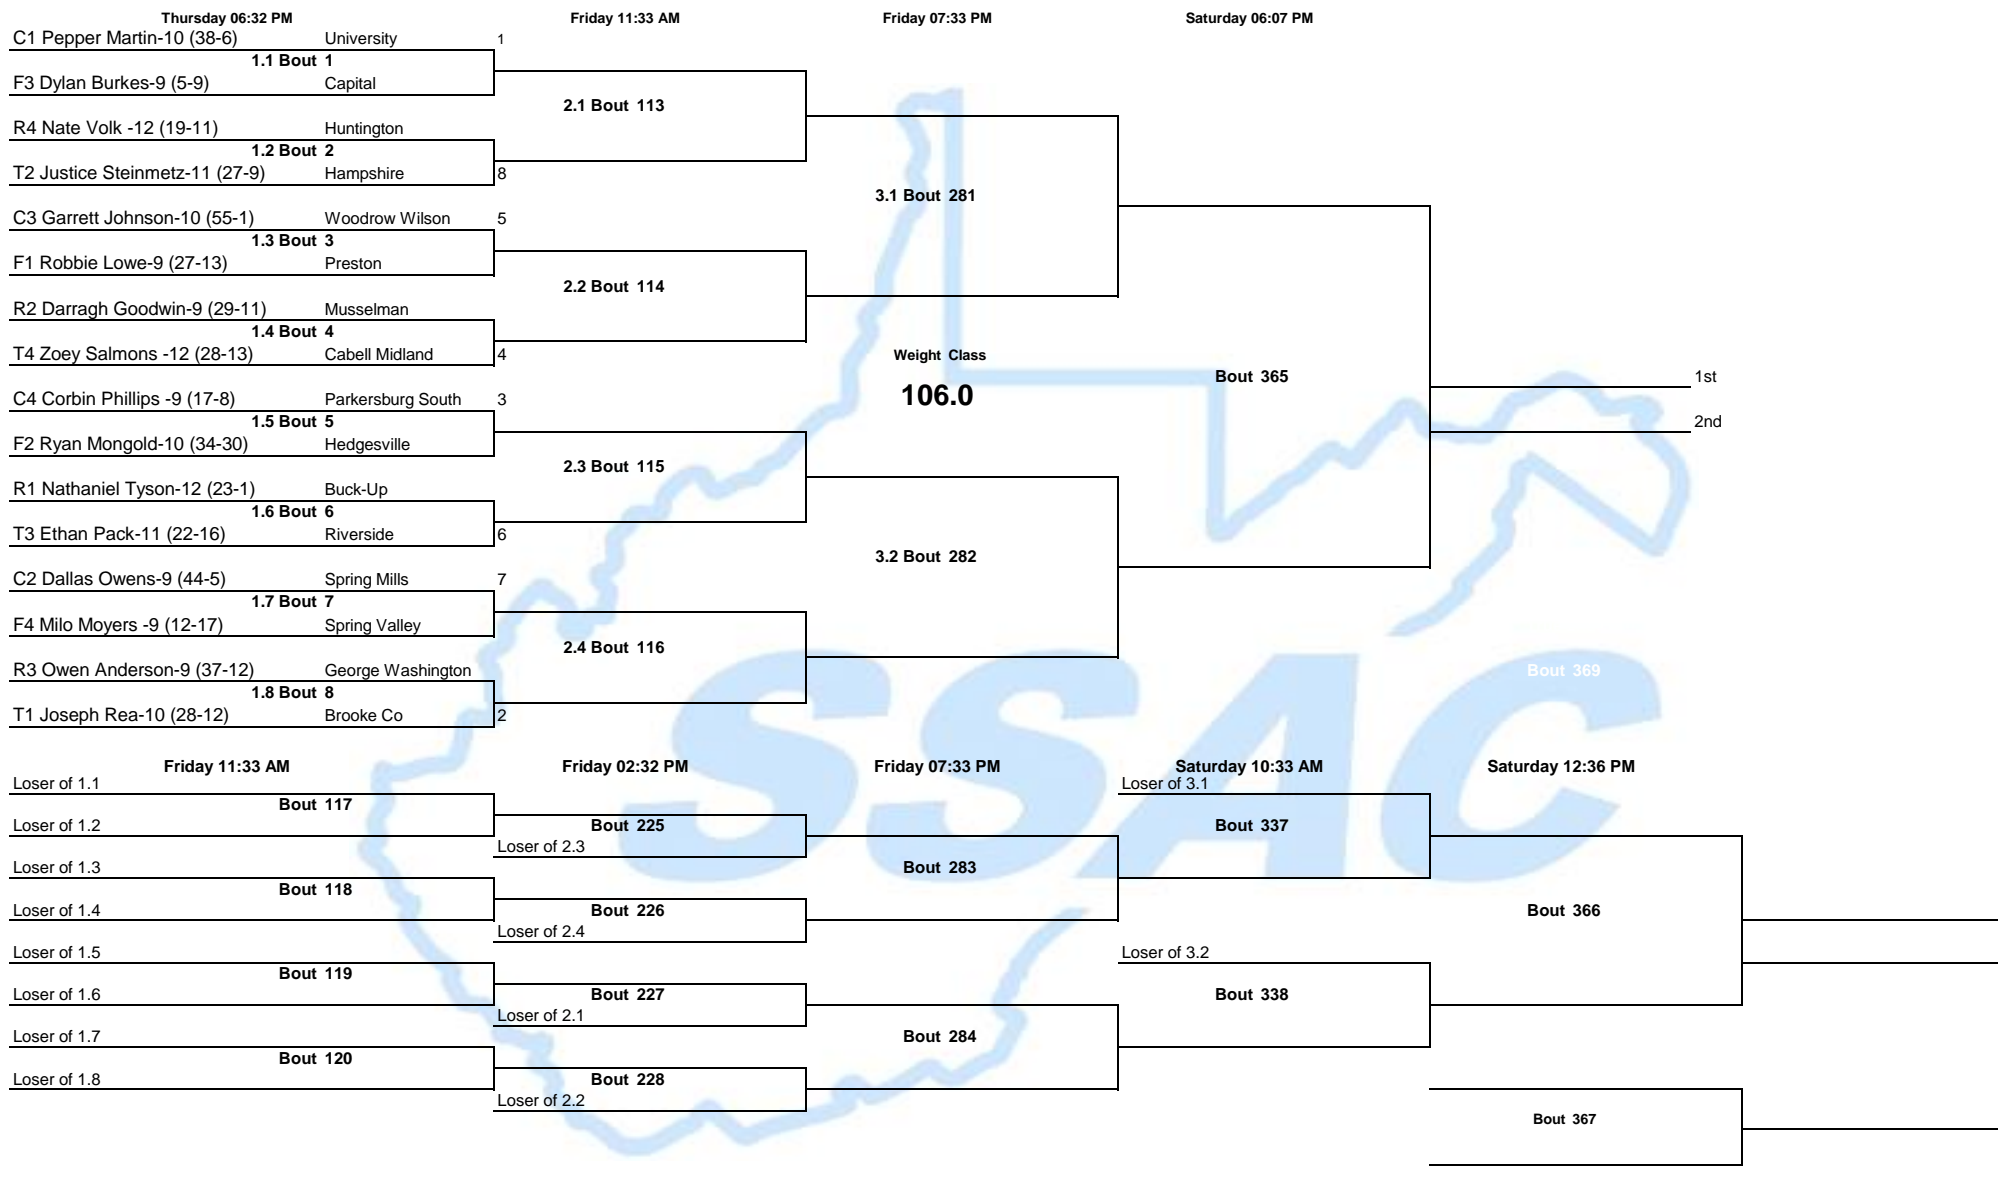 Thursday 06:32 PM Friday 11:33 AM Friday 07:33 PM Saturday 06:07 PM
C1 Pepper Martin-10 (38-6) University 1
1.1 Bout 1
F3 Dylan Burkes-9 (5-9) Capital
2.1 Bout 113
R4 Nate Volk -12 (19-11) Huntington
1.2 Bout 2
T2 Justice Steinmetz-11 (27-9) Hampshire 8
3.1 Bout 281
C3 Garrett Johnson-10 (55-1) Woodrow Wilson 5
1.3 Bout 3
F1 Robbie Lowe-9 (27-13) Preston
2.2 Bout 114
R2 Darragh Goodwin-9 (29-11) Musselman
1.4 Bout 4
T4 Zoey Salmons -12 (28-13) Cabell Midland 4
Weight Class
Bout 365 1st
106.0
C4 Corbin Phillips -9 (17-8) Parkersburg South 3
1.5 Bout 5 2nd
F2 Ryan Mongold-10 (34-30) Hedgesville
2.3 Bout 115
R1 Nathaniel Tyson-12 (23-1) Buck-Up
1.6 Bout 6
T3 Ethan Pack-11 (22-16) Riverside 6
3.2 Bout 282
C2 Dallas Owens-9 (44-5) Spring Mills 7
1.7 Bout 7
F4 Milo Moyers -9 (12-17) Spring Valley
2.4 Bout 116
R3 Owen Anderson-9 (37-12) George Washington
Bout 369
1.8 Bout 8
T1 Joseph Rea-10 (28-12) Brooke Co 2
SSAC
Friday 11:33 AM Friday 02:32 PM Friday 07:33 PM Saturday 10:33 AM Saturday 12:36 PM
Loser of 1.1 Loser of 3.1
Bout 117
Loser of 1.2 Bout 225 Bout 337
Loser of 2.3
Loser of 1.3 Bout 283
Bout 118
Loser of 1.4 Bout 226 Bout 366
Loser of 2.4
Loser of 1.5 Loser of 3.2
Bout 119
Loser of 1.6 Bout 227 Bout 338
Loser of 2.1
Loser of 1.7 Bout 284
Bout 120
Loser of 1.8 Bout 228
Loser of 2.2
Bout 367